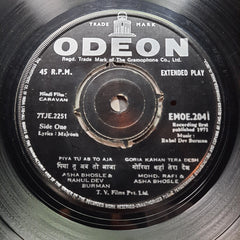 TRADE MARK
ODEON
Regd. Trade Mark of The Gramophone Co., Ltd.
45 R.P.M.
EXTENDED PLAY
Hindi Film:
CARAVAN
7TJE.2251
Side One
Lyrics: Majrooh
EMOE.2041
Recording first
published 1971
Music:
Rahul Dev Burman
PIYA TU AB TO AJA
पिया तू अब तो आजा
ASHA BHOSLE &
RAHUL DEV
BURMAN
GORIA KAHAN TERA DESH
गोरिया कहां तेरा देश
MOHD. RAFI &
ASHA BHOSLE
T. V. Films Pvt. Ltd.